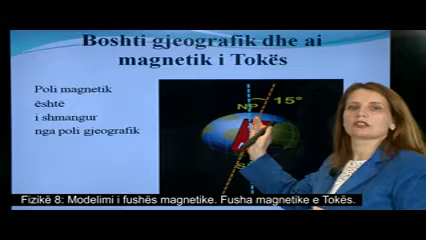 Boshti gjeografik dhe ai
magnetik i Tokës
Poli magnetik
është
i shmangur
nga poli gjeografik
NP
15°
S
Fizikë 8: Modelimi i fushës magnetike. Fusha magnetike e Tokës.